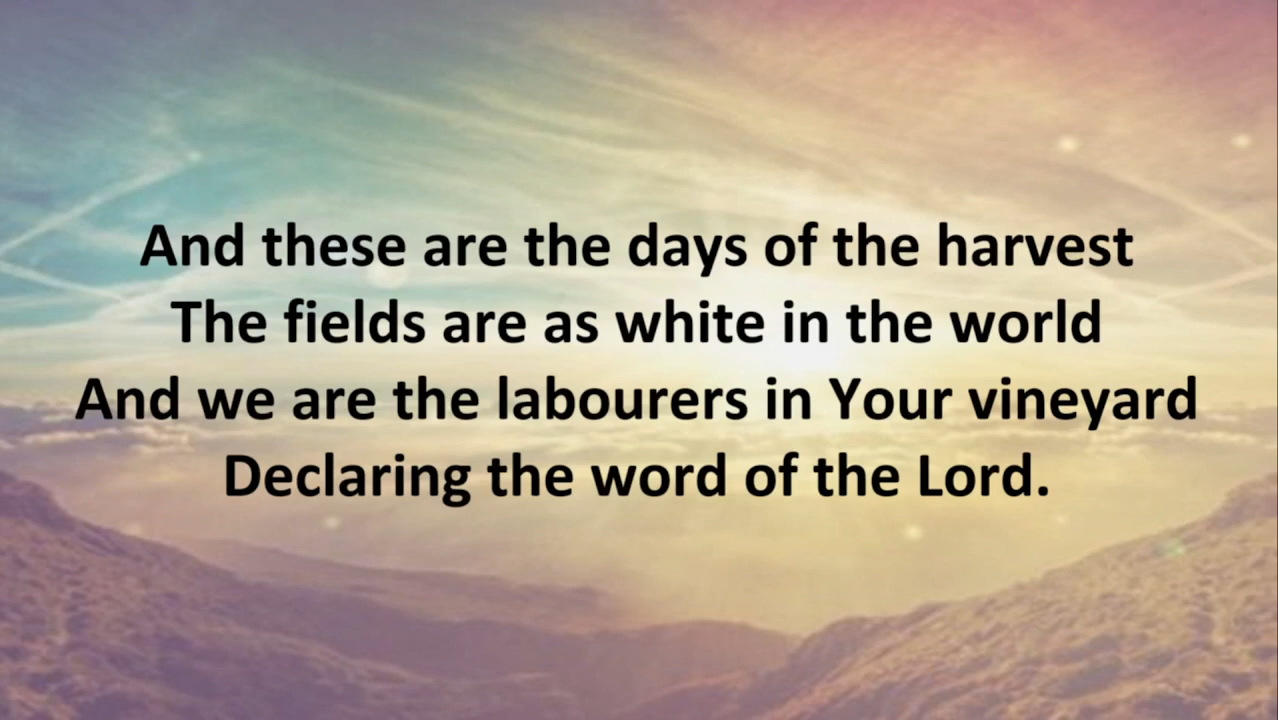 And these are the days of the harvest
The fields are as white in the world
And we are the labourers in Your vineyard
Declaring the word of the Lord.